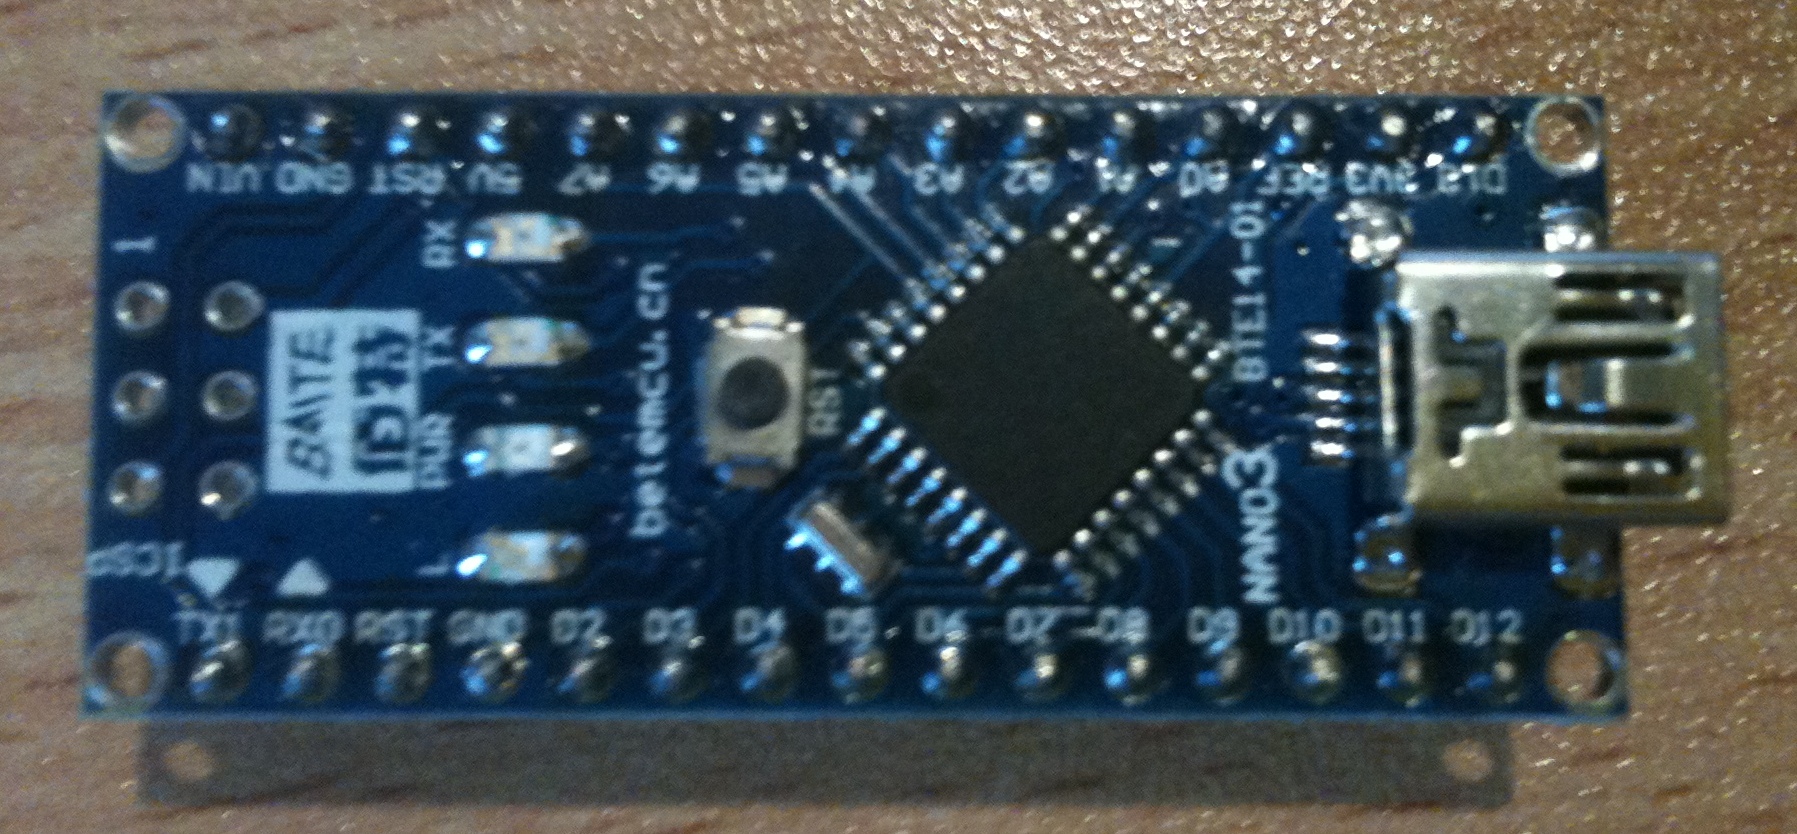 VIN GND RST 5V A7 A6 A5 A4 A3 A2 A1 A0 REF 3V3 D13
1
RX
TX
PWR
L
BMTE
betemcu.cn
RST
BTE14-01
NANO3
ICSP
TX1 RX0 RST GND D2 D3 D4 D5 D6 D7 D8 D9 D10 D11 D12